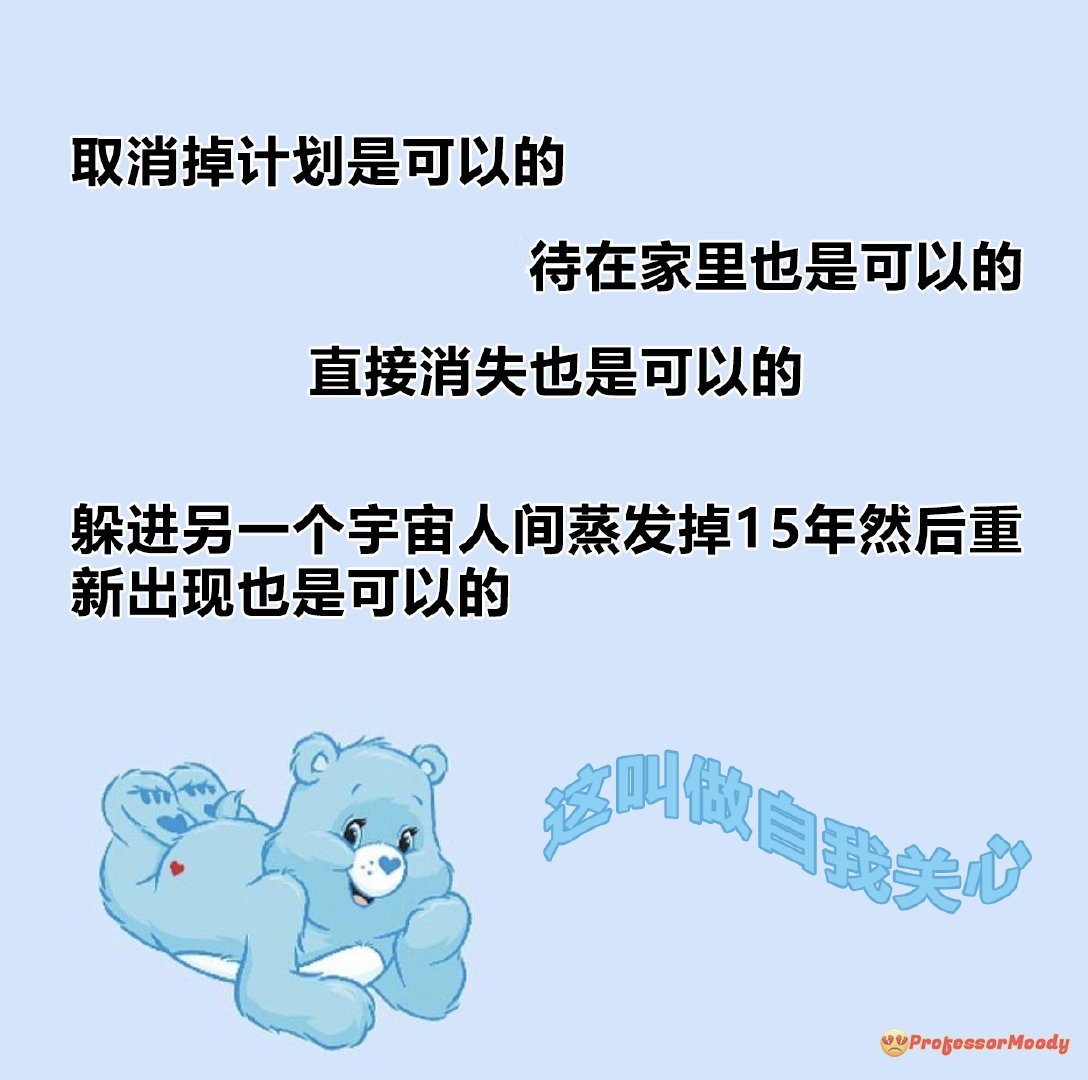 取消掉计划是可以的
待在家里也是可以的
直接消失也是可以的
躲进另一个宇宙人间蒸发掉15年然后重
新出现也是可以的
这叫做自我关心
ProfessorMoody